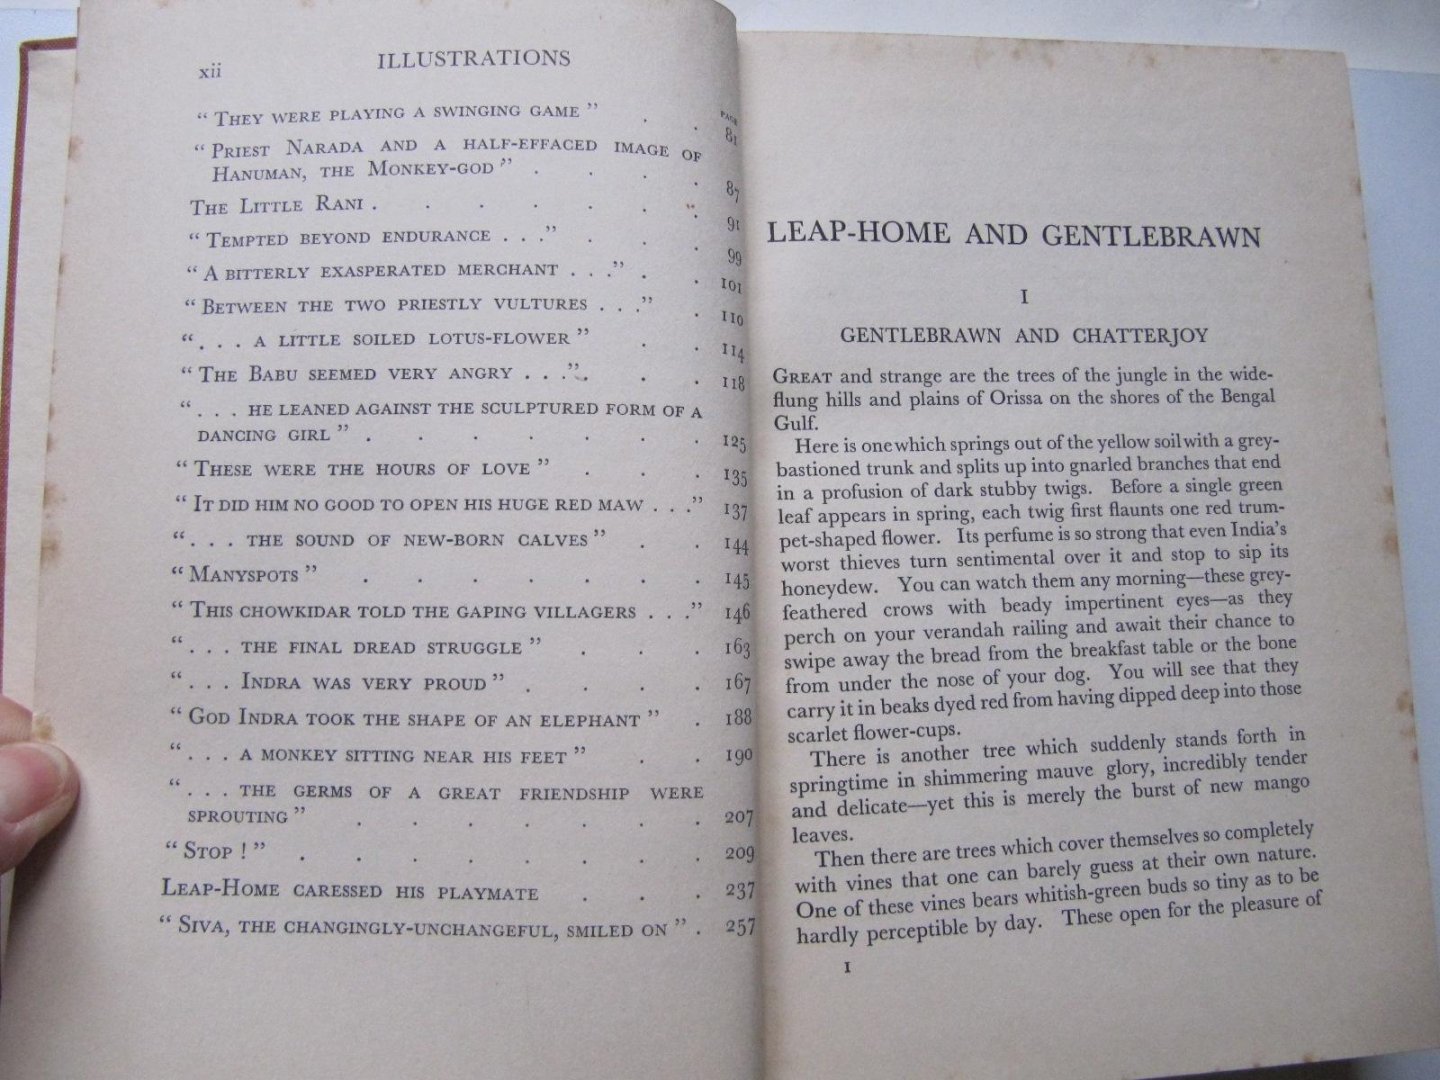 xii ILLUSTRATIONS
PAGE
“ They were playing a swinging game ” . . 81
“ Priest Narada and a half-effaced image of
Hanuman, the Monkey-god ” . . . . 87
The Little Rani . . . . . . . 91
“ Tempted beyond endurance . . .” . . . 99
“ A bitterly exasperated merchant . . .” . . 101
“ Between the two priestly vultures . . .” . 110
“ . . . a little soiled lotus-flower ” . . 114
“ The Babu seemed very angry . . .” . . . 118
“ . . . he leaned against the sculptured form of a
dancing girl ” . . . . . . . 125
“ These were the hours of love ” . . . 135
“ It did him no good to open his huge red maw . . .” 137
“ . . . the sound of new-born calves ” . . 144
“ Manyspots ” . . . . . . . 145
“ This chowkidar told the gaping villagers . . .” 146
“ . . . the final dread struggle ” . . . 163
“ . . . Indra was very proud ” . . . . 167
“ God Indra took the shape of an elephant ” . 188
“ . . . a monkey sitting near his feet ” . . 190
“ . . . the germs of a great friendship were
sprouting ” . . . . . . . 207
“ Stop ! ” . . . . . . . . 209
Leap-Home caressed his playmate . . . 237
“ Siva, the changingly-unchangeful, smiled on ” . 257
LEAP-HOME AND GENTLEBRAWN
I
GENTLEBRAWN AND CHATTERJOY
Great and strange are the trees of the jungle in the wide-
flung hills and plains of Orissa on the shores of the Bengal
Gulf.
Here is one which springs out of the yellow soil with a grey-
bastioned trunk and splits up into gnarled branches that end
in a profusion of dark stubby twigs. Before a single green
leaf appears in spring, each twig first flaunts one red trum-
pet-shaped flower. Its perfume is so strong that even India’s
worst thieves turn sentimental over it and stop to sip its
honeydew. You can watch them any morning—these grey-
feathered crows with beady impertinent eyes—as they
perch on your verandah railing and await their chance to
swipe away the bread from the breakfast table or the bone
from under the nose of your dog. You will see that they
carry it in beaks dyed red from having dipped deep into those
scarlet flower-cups.
There is another tree which suddenly stands forth in
springtime in shimmering mauve glory, incredibly tender
and delicate—yet this is merely the burst of new mango
leaves.
Then there are trees which cover themselves so completely
with vines that one can barely guess at their own nature.
One of these vines bears whitish-green buds so tiny as to be
hardly perceptible by day. These open for the pleasure of
I